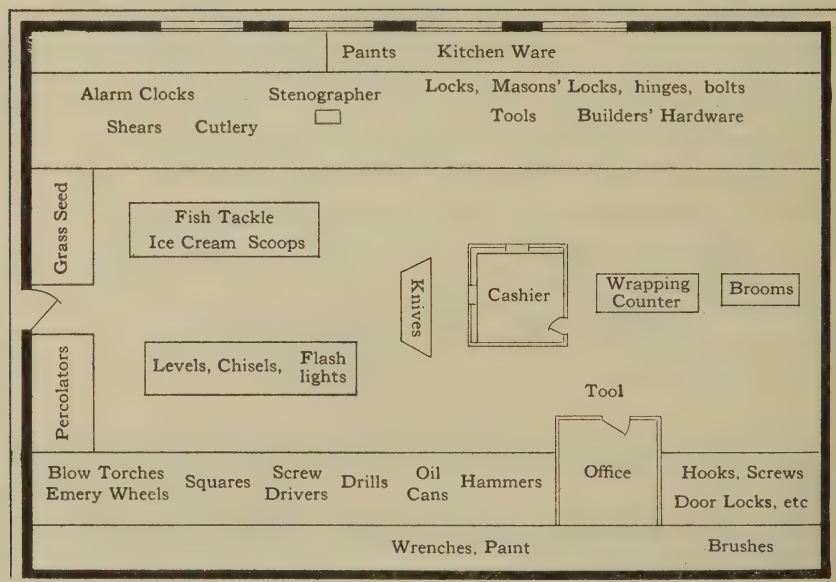 Paints Kitchen Ware
Alarm Clocks
Shears Cutlery
Stenographer
Locks, Masons' Locks, hinges, bolts
Tools Builders' Hardware
Grass Seed
Fish Tackle
Ice Cream Scoops
Knives
Cashier
Wrapping
Counter
Brooms
Percolators
Levels, Chisels, Flash
lights
Tool
Blow Torches
Emery Wheels
Squares
Screw
Drivers
Drills
Oil
Cans
Hammers
Office
Hooks, Screws
Door Locks, etc
Wrenches, Paint
Brushes